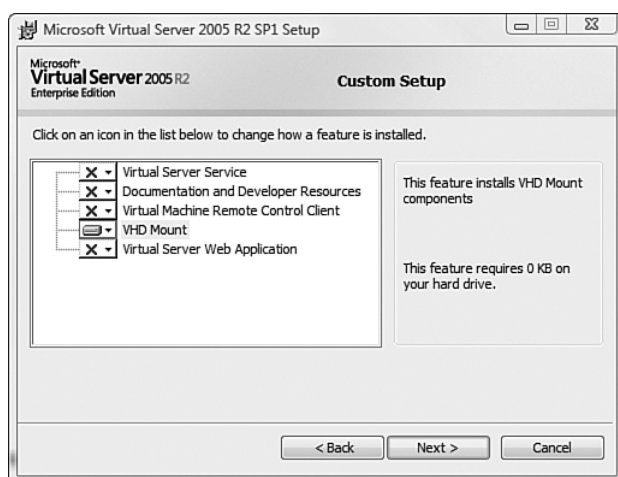 Microsoft Virtual Server 2005 R2 SP1 Setup
Microsoft®
Virtual Server 2005 R2
Enterprise Edition
Custom Setup
Click on an icon in the list below to change how a feature is installed.
Virtual Server Service
Documentation and Developer Resources
Virtual Machine Remote Control Client
VHD Mount
Virtual Server Web Application
This feature installs VHD Mount
components
This feature requires 0 KB on
your hard drive.
< Back
Next >
Cancel